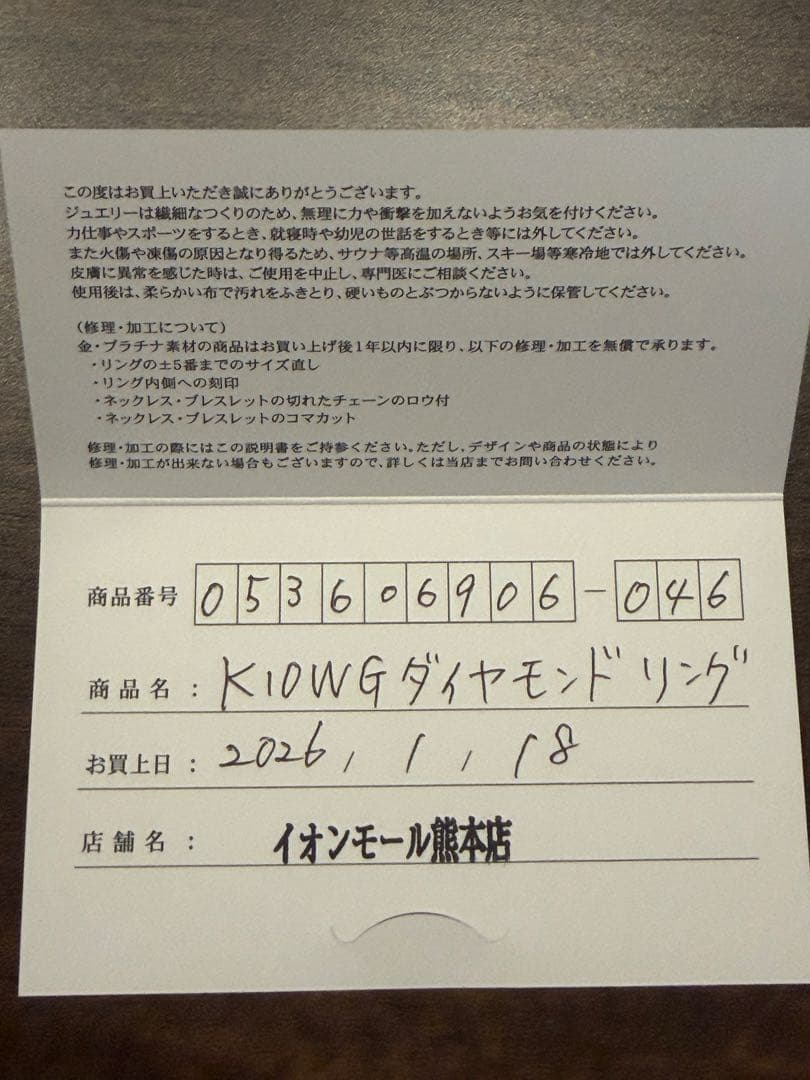 この度はお買上いただき誠にありがとうございます。
ジュエリーは繊細なつくりのため、無理に力や衝撃を加えないようお気を付けください。
力仕事やスポーツをするとき、就寝時や幼児の世話をするとき等には外してください。
また火傷や凍傷の原因となり得るため、サウナ等高温の場所、スキー場等寒冷地では外してください。
皮膚に異常を感じた時は、ご使用を中止し、専門医にご相談ください。
使用後は、柔らかい布で汚れをふきとり、硬いものとぶつからないように保管してください。
（修理・加工について）
金・プラチナ素材の商品はお買い上げ後1年以内に限り、以下の修理・加工を無償で承ります。
・リングの±5番までのサイズ直し
・リング内側への刻印
・ネックレス・ブレスレットの切れたチェーンのロウ付
・ネックレス・ブレスレットのコマカット
修理・加工の際にはこの説明書をご持参ください。ただし、デザインや商品の状態により
修理・加工が出来ない場合もございますので、詳しくは当店までお問い合わせください。
商品番号 053606906-046
商品名：K10WGダイヤモンドリング
お買上日：2026, 1, 18
店舗名：イオンモール熊本店